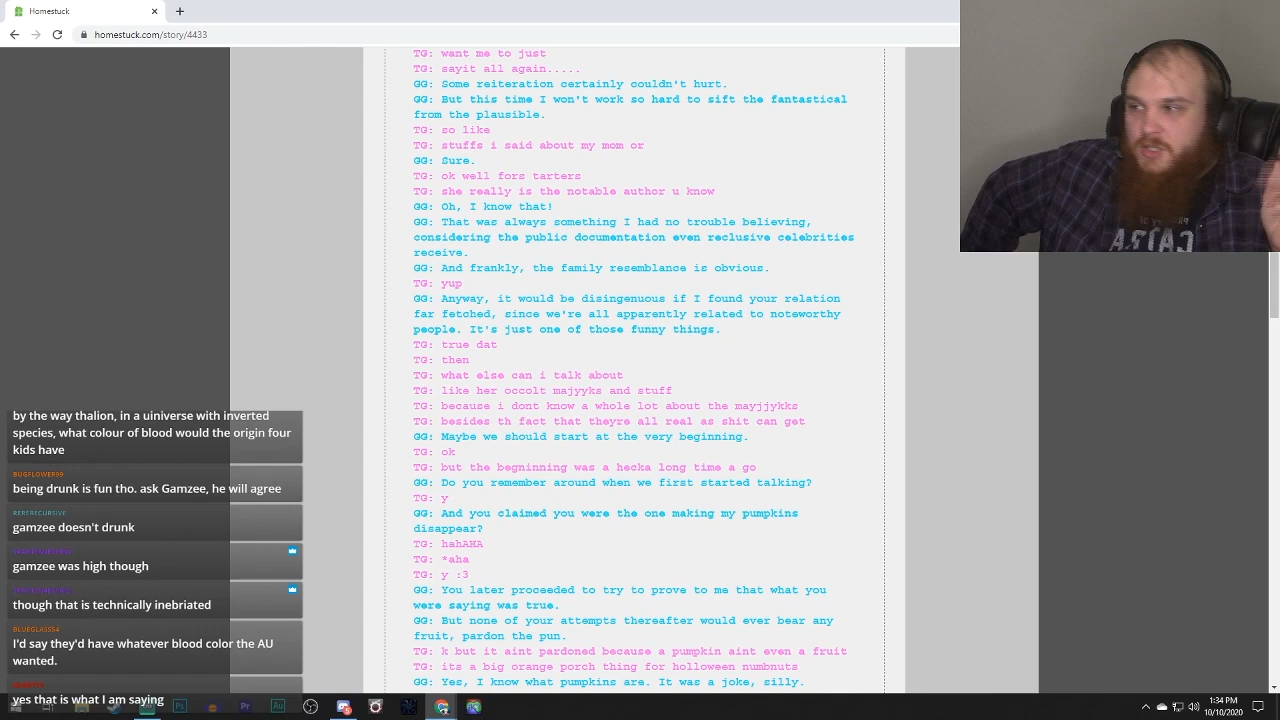 Homestuck
homestuck.com/story/4433
TG: want me to just
TG: sayit all again.....
GG: Some reiteration certainly couldn't hurt.
GG: But this time I won't work so hard to sift the fantastical
from the plausible.
TG: so like
TG: stuffs i said about my mom or
GG: Sure.
TG: ok well fors tarters
TG: she really is the notable author u know
GG: Oh, I know that!
GG: That was always something I had no trouble believing,
considering the public documentation even reclusive celebrities
receive.
GG: And frankly, the family resemblance is obvious.
TG: yup
GG: Anyway, it would be disingenuous if I found your relation
far fetched, since we're all apparently related to noteworthy
people. It's just one of those funny things.
TG: true dat
TG: then
TG: what else can i talk about
TG: like her occolt majyyks and stuff
TG: because i dont know a whole lot about the mayjjykks
TG: besides th fact that theyre all real as shit can get
GG: Maybe we should start at the very beginning.
TG: ok
TG: but the begninning was a hecka long time a go
GG: Do you remember around when we first started talking?
TG: y
GG: And you claimed you were the one making my pumpkins
disappear?
TG: hahAHA
TG: *aha
TG: y :3
GG: You later proceeded to try to prove to me that what you
were saying was true.
GG: But none of your attempts thereafter would ever bear any
fruit, pardon the pun.
TG: k but it aint pardoned because a pumpkin aint even a fruit
TG: its a big orange porch thing for holloween numbnuts
GG: Yes, I know what pumpkins are. It was a joke, silly.
by the way thalion, in a uiniverse with inverted
species, what colour of blood would the origin four
kids have
BUGFLOWER99
being drunk is fun tho. ask Gamzee, he will agree
RERERECURSIVE
gamzee doesn't drunk
gamzee was high though
though that is technically inebriated
BLUEGLASS54
I'd say they'd have whatever blood color the AU
wanted.
yes that is what I am saying
Ps
Pr
Au
1:34 PM
10/10/2020